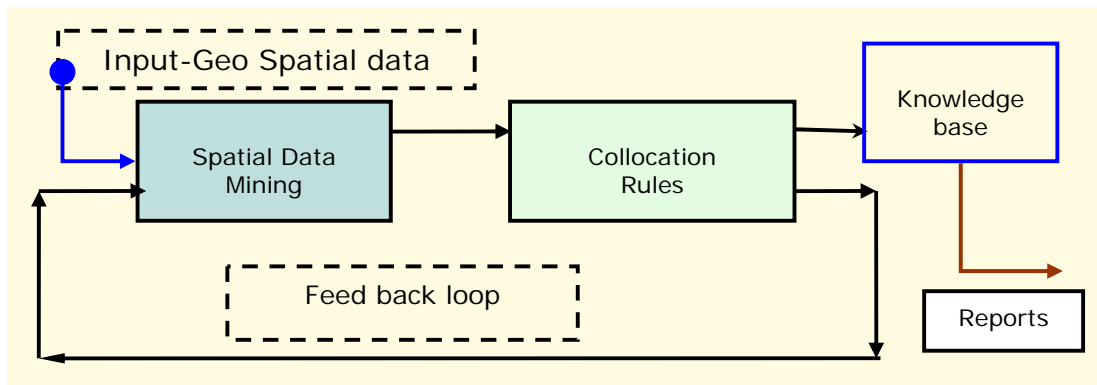 Input-Geo Spatial data
Spatial Data
Mining
Collocation
Rules
Knowledge
base
Feed back loop
Reports